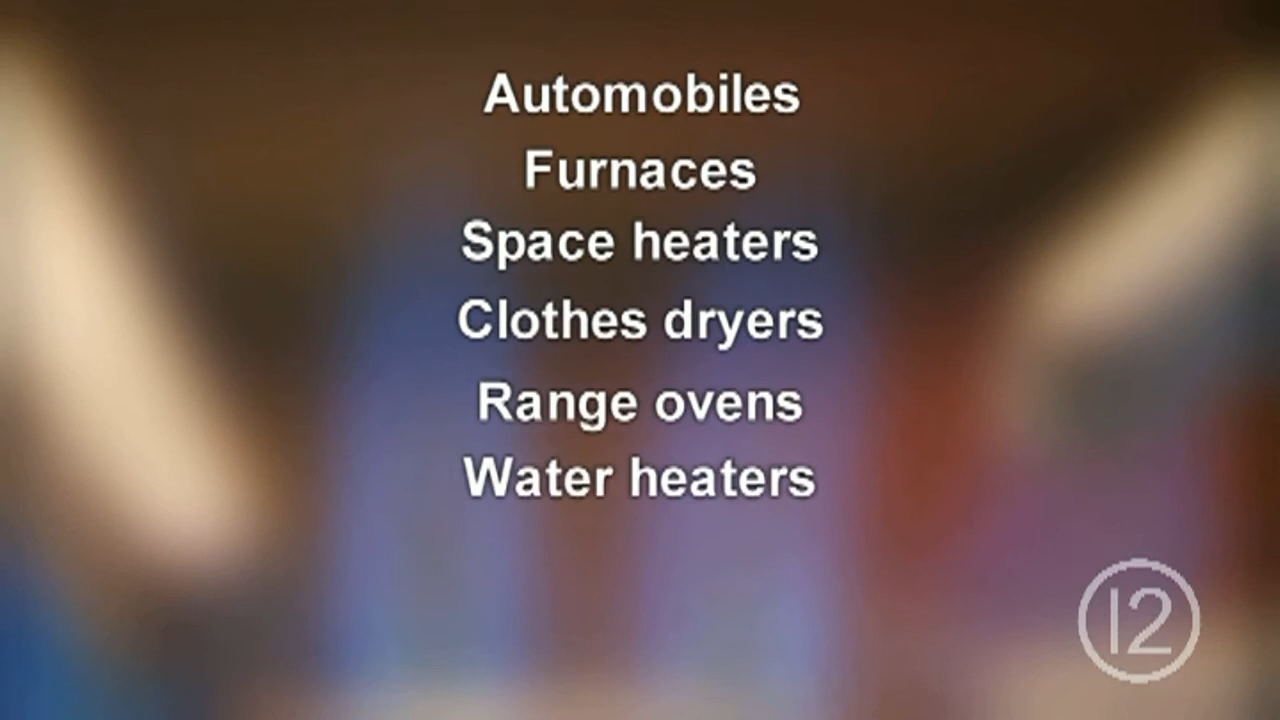 Automobiles
Furnaces
Space heaters
Clothes dryers
Range ovens
Water heaters
12